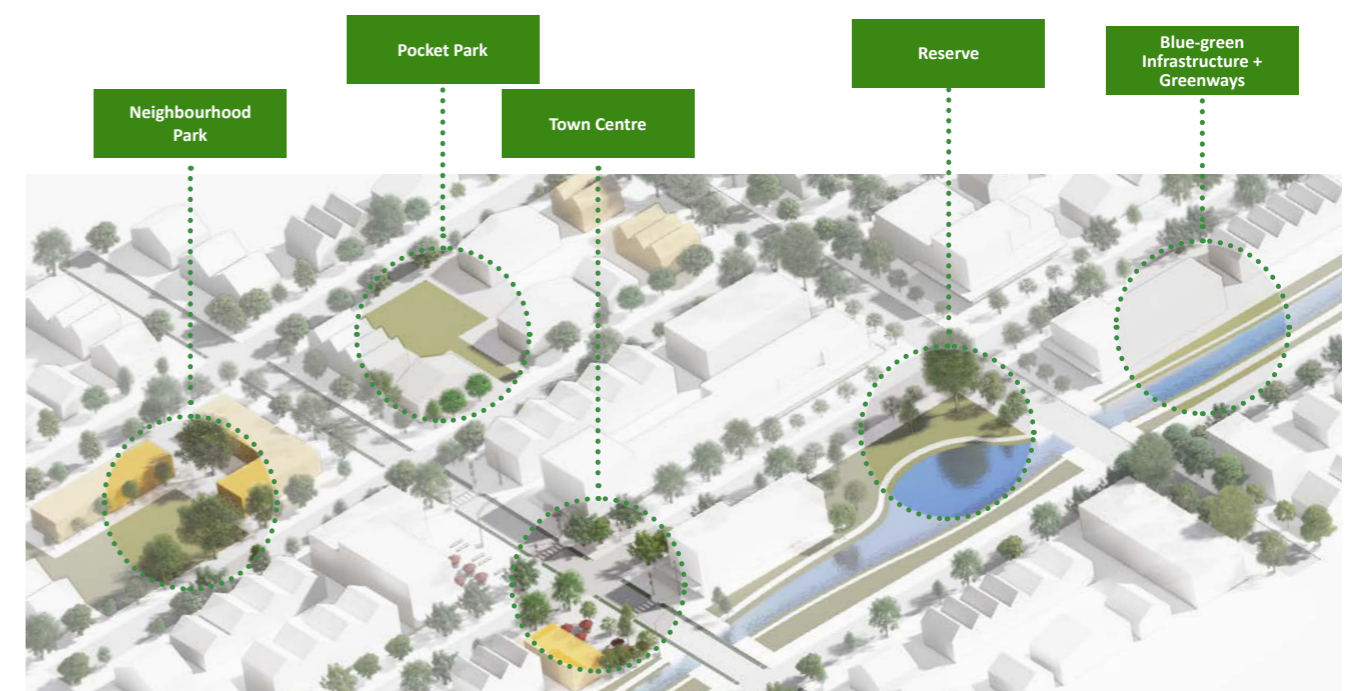 Neighbourhood
Park
Pocket Park
Town Centre
Reserve
Blue-green
Infrastructure +
Greenways